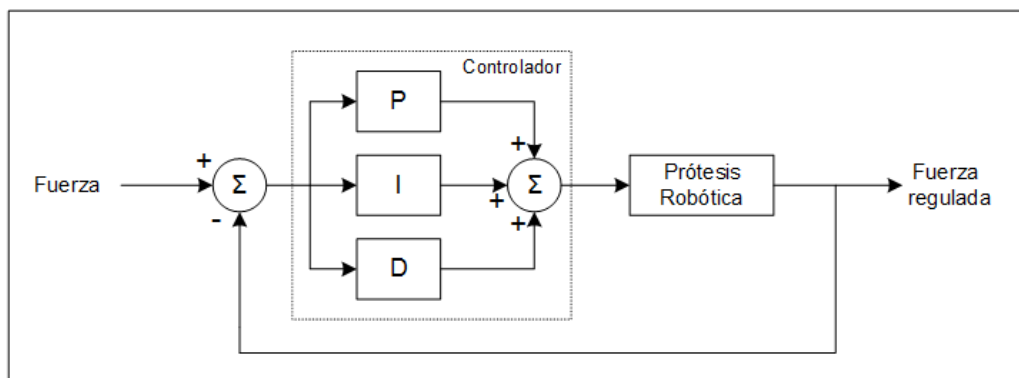 Controlador
P
+
+
Fuerza
Σ
I
Σ
Prótesis
Robótica
Fuerza
regulada
+
-
+
D